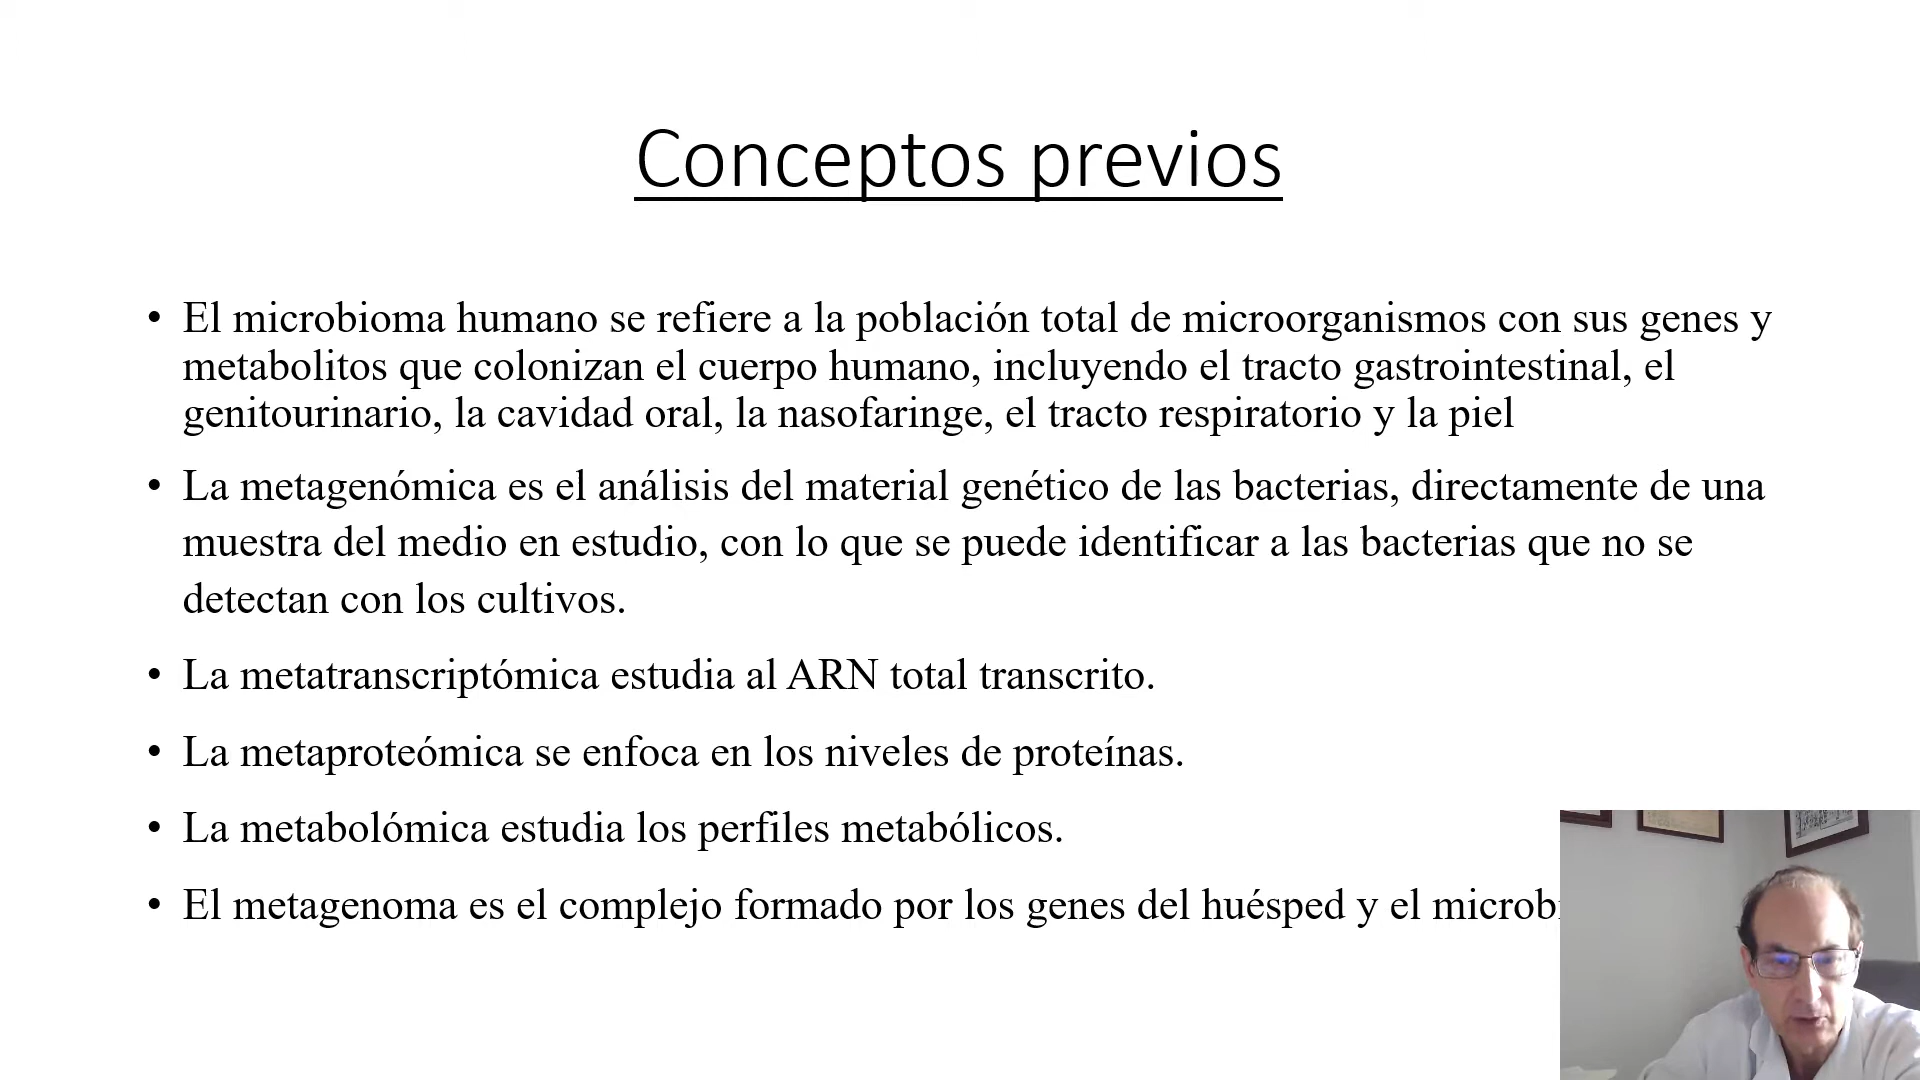 Conceptos previos
• El microbioma humano se refiere a la población total de microorganismos con sus genes y
metabolitos que colonizan el cuerpo humano, incluyendo el tracto gastrointestinal, el
genitourinario, la cavidad oral, la nasofaringe, el tracto respiratorio y la piel
• La metagenómica es el análisis del material genético de las bacterias, directamente de una
muestra del medio en estudio, con lo que se puede identificar a las bacterias que no se
detectan con los cultivos.
• La metatranscriptómica estudia al ARN total transcrito.
• La metaproteómica se enfoca en los niveles de proteínas.
• La metabolómica estudia los perfiles metabólicos.
• El metagenoma es el complejo formado por los genes del huésped y el